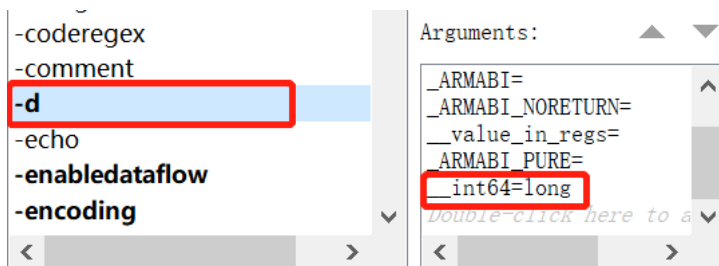 -coderegex
-comment
-d
-echo
-enabledataflow
-encoding
Arguments:
_ARMABI=
_ARMABI_NORETURN=
__value_in_regs=
_ARMABI_PURE=
__int64=long
Double-click here to a